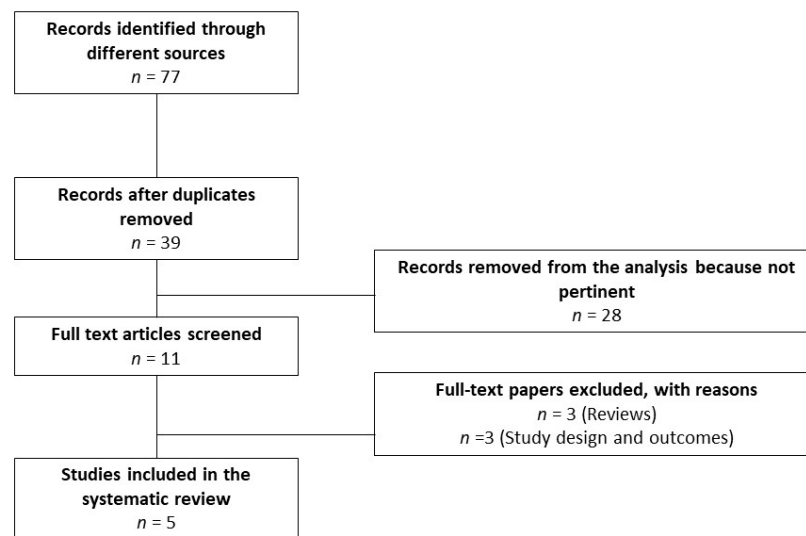 Records identified through
different sources
n = 77
Records after duplicates
removed
n = 39
Records removed from the analysis because not
pertinent
n = 28
Full text articles screened
n = 11
Full-text papers excluded, with reasons
n = 3 (Reviews)
n =3 (Study design and outcomes)
Studies included in the
systematic review
n = 5